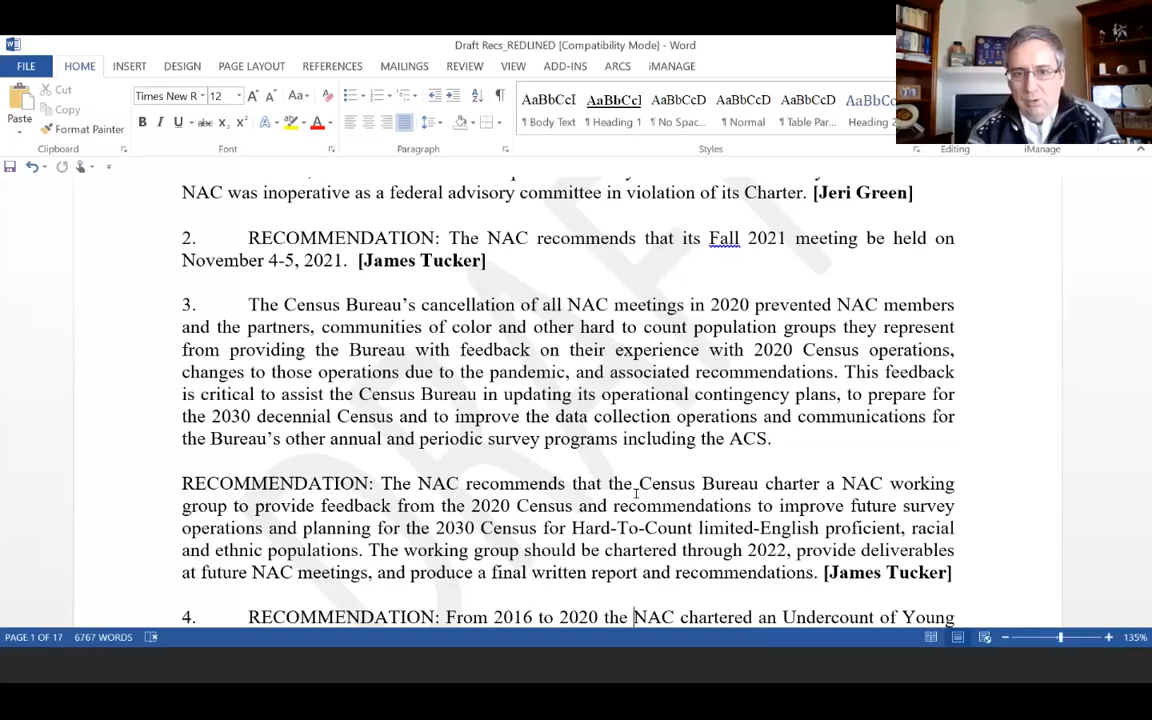 Draft Recs_REDLINED [Compatibility Mode] - Word
FILE HOME INSERT DESIGN PAGE LAYOUT REFERENCES MAILINGS REVIEW VIEW ADD-INS ARCS iMANAGE
Paste
Cut
Copy
Format Painter
Clipboard
Times New R 12
Font
Paragraph
AaBbCcI AaBbCcI AaBbCcD AaBbCcD AaBbCcD AaBbC
¶ Body Text ¶ Heading 1 ¶ No Spac... ¶ Normal ¶ Table Par... Heading 2
Styles
Editing
iManage
NAC was inoperative as a federal advisory committee in violation of its Charter. [Jeri Green]
2. RECOMMENDATION: The NAC recommends that its Fall 2021 meeting be held on
November 4-5, 2021. [James Tucker]
3. The Census Bureau's cancellation of all NAC meetings in 2020 prevented NAC members
and the partners, communities of color and other hard to count population groups they represent
from providing the Bureau with feedback on their experience with 2020 Census operations,
changes to those operations due to the pandemic, and associated recommendations. This feedback
is critical to assist the Census Bureau in updating its operational contingency plans, to prepare for
the 2030 decennial Census and to improve the data collection operations and communications for
the Bureau's other annual and periodic survey programs including the ACS.
RECOMMENDATION: The NAC recommends that the Census Bureau charter a NAC working
group to provide feedback from the 2020 Census and recommendations to improve future survey
operations and planning for the 2030 Census for Hard-To-Count limited-English proficient, racial
and ethnic populations. The working group should be chartered through 2022, provide deliverables
at future NAC meetings, and produce a final written report and recommendations. [James Tucker]
4. RECOMMENDATION: From 2016 to 2020 the NAC chartered an Undercount of Young
DRAFT
PAGE 1 OF 17 6767 WORDS
135%